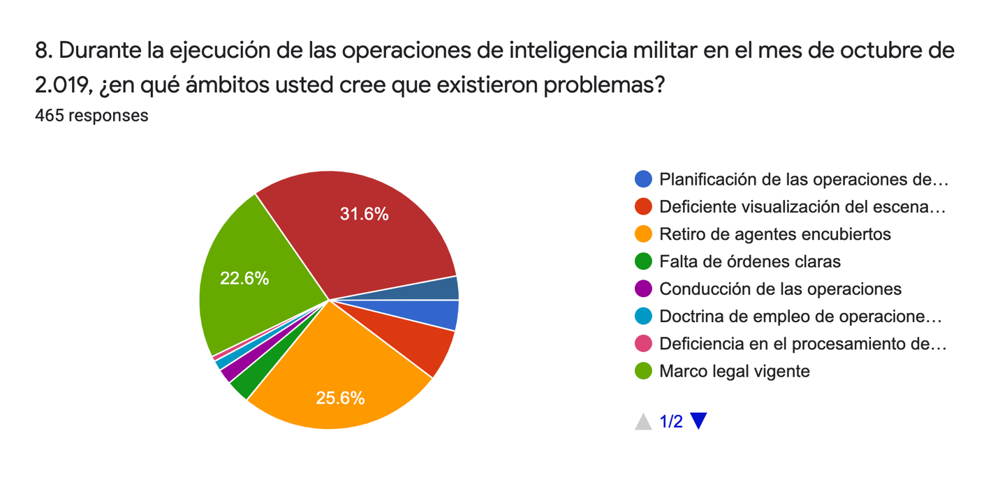 8. Durante la ejecución de las operaciones de inteligencia militar en el mes de octubre de
2.019, ¿en qué ámbitos usted cree que existieron problemas?
465 responses
31.6%
22.6%
25.6%
Planificación de las operaciones de…
Deficiente visualización del escena…
Retiro de agentes encubiertos
Falta de órdenes claras
Conducción de las operaciones
Doctrina de empleo de operacione…
Deficiencia en el procesamiento de…
Marco legal vigente
1/2